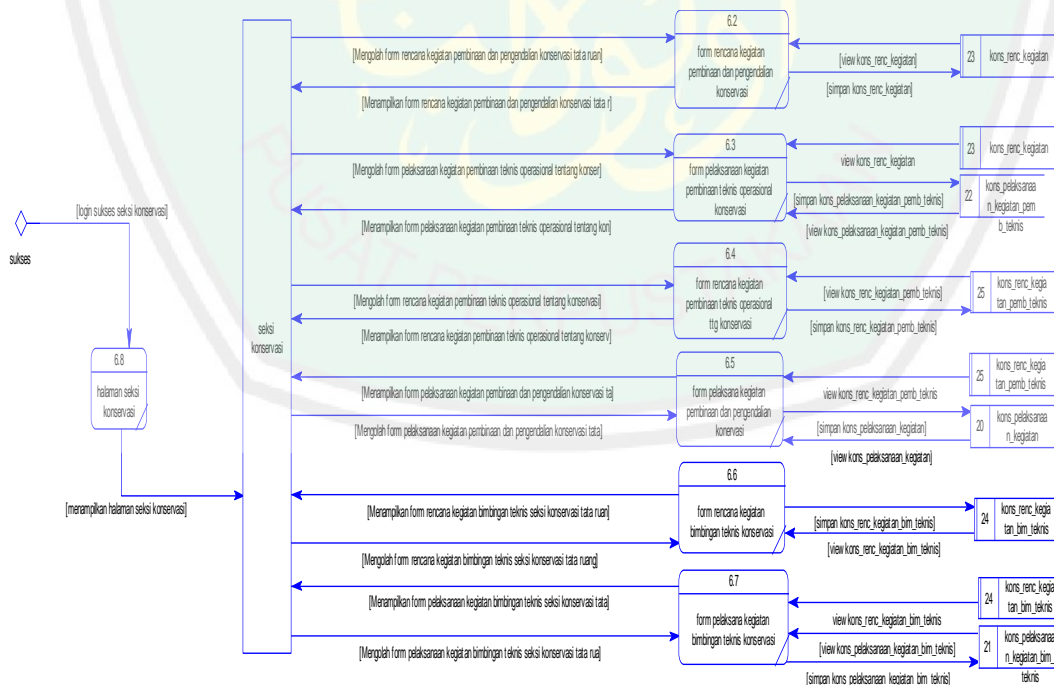 6.2
form rencana kegiatan
pembinaan dan pengendalian
konservasi
[Mengolah form rencana kegiatan pembinaan dan pengendalian konservasi tata ruan]
[Menampilkan form rencana kegiatan pembinaan dan pengendalian konservasi tata r]
[view kons_renc_kegiatan]
[simpan kons_renc_kegiatan]
23
kons_renc_kegiatan
6.3
form pelaksanaan kegiatan
pembinaan teknis operasional
konservasi
[Mengolah form pelaksanaan kegiatan pembinaan teknis operasional tentang konser]
[Menampilkan form pelaksanaan kegiatan pembinaan teknis operasional tentang kon]
view kons_renc_kegiatan
[simpan kons_pelaksanaan_kegiatan_pemb_teknis]
[view kons_pelaksanaan_kegiatan_pemb_teknis]
23
kons_renc_kegiatan
22
kons_pelaksanaa
n_kegiatan_pem
b_teknis
[login sukses seksi konservasi]
sukses
PUSAT PERPUSTAKAAN
6.4
form rencana kegiatan
pembinaan teknis operasional
ttg konservasi
[Mengolah form rencana kegiatan pembinaan teknis operasional tentang konservasi]
[Menampilkan form rencana kegiatan pembinaan teknis operasional tentang konserv]
[view kons_renc_kegiatan_pemb_teknis]
[simpan kons_renc_kegiatan_pemb_teknis]
25
kons_renc_kegia
tan_pemb_teknis
seksi
konservasi
6.8
halaman seksi
konservasi
[menampilkan halaman seksi konservasi]
6.5
form pelaksana kegiatan
pembinaan dan pengendalian
konervasi
[Menampilkan form pelaksanaan kegiatan pembinaan dan pengendalian konservasi ta]
[Mengolah form pelaksanaan kegiatan pembinaan dan pengendalian konservasi tata]
view kons_renc_kegiatan_pemb_teknis
[simpan kons_pelaksanaan_kegiatan]
[view kons_pelaksanaan_kegiatan]
25
kons_renc_kegia
tan_pemb_teknis
20
kons_pelaksanaa
n_kegiatan
6.6
form rencana kegiatan
bimbingan teknis konservasi
[Menampilkan form rencana kegiatan bimbingan teknis seksi konservasi tata ruan]
[Mengolah form rencana kegiatan bimbingan teknis seksi konservasi tata ruang]
[simpan kons_renc_kegiatan_bim_teknis]
[view kons_renc_kegiatan_bim_teknis]
24
kons_renc_kegia
tan_bim_teknis
6.7
form pelaksana kegiatan
bimbingan teknis konservasi
[Menampilkan form pelaksanaan kegiatan bimbingan teknis seksi konservasi tata]
[Mengolah form pelaksanaan kegiatan bimbingan teknis seksi konservasi tata rua]
view kons_renc_kegiatan_bim_teknis
[view kons_pelaksanaan_kegiatan_bim_teknis]
[simpan kons_pelaksanaan_kegiatan_bim_teknis]
24
kons_renc_kegia
tan_bim_teknis
21
kons_pelaksanaa
n_kegiatan_bim_
teknis